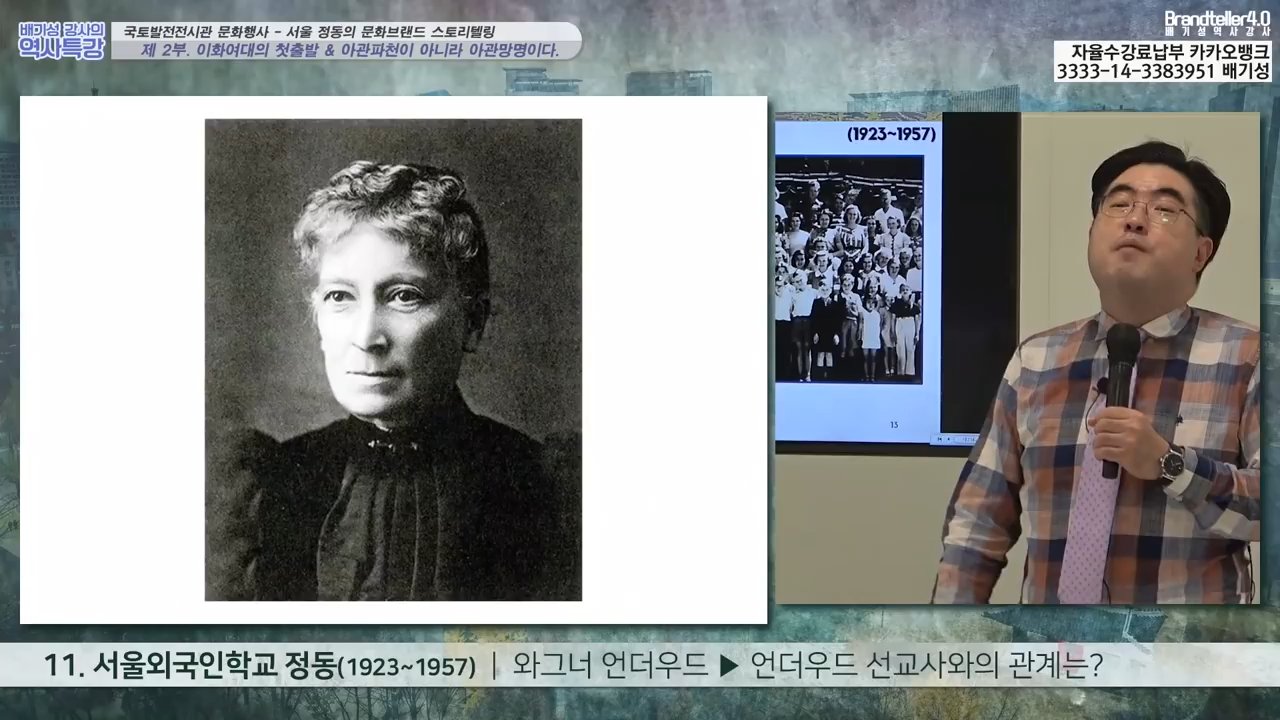 배기성 강사의
역사특강
국토발전전시관 문화행사 - 서울 정동의 문화브랜드 스토리텔링
제 2부. 이화여대의 첫출발 & 아관파천이 아니라 아관망명이다.
Brandteller4.0
배기성역사강사
자율수강료납부 카카오뱅크
3333-14-3383951 배기성
(1923~1957)
13
11. 서울외국인학교 정동(1923~1957) | 와그너 언더우드 ▶ 언더우드 선교사와의 관계는?